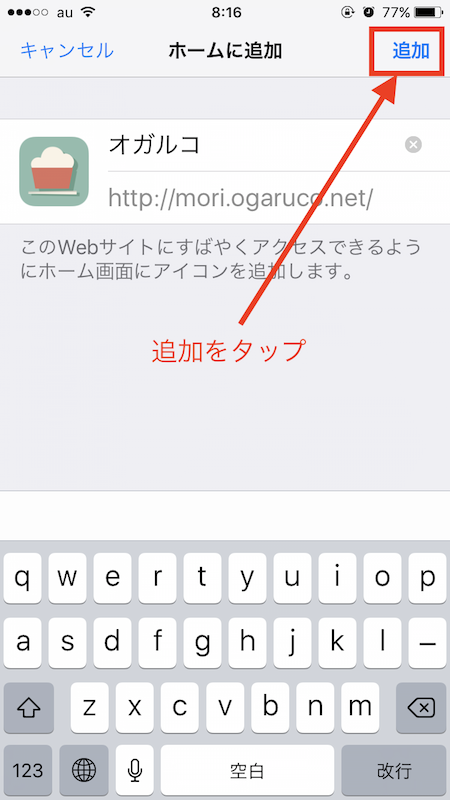 au 8:16 77%
キャンセル ホームに追加 追加
オガルコ
http://mori.ogaruco.net/
このWebサイトにすばやくアクセスできるよう
にホーム画面にアイコンを追加します。
追加をタップ
q w e r t y u i o p
a s d f g h j k l –
z x c v b n m
123 空白 改行